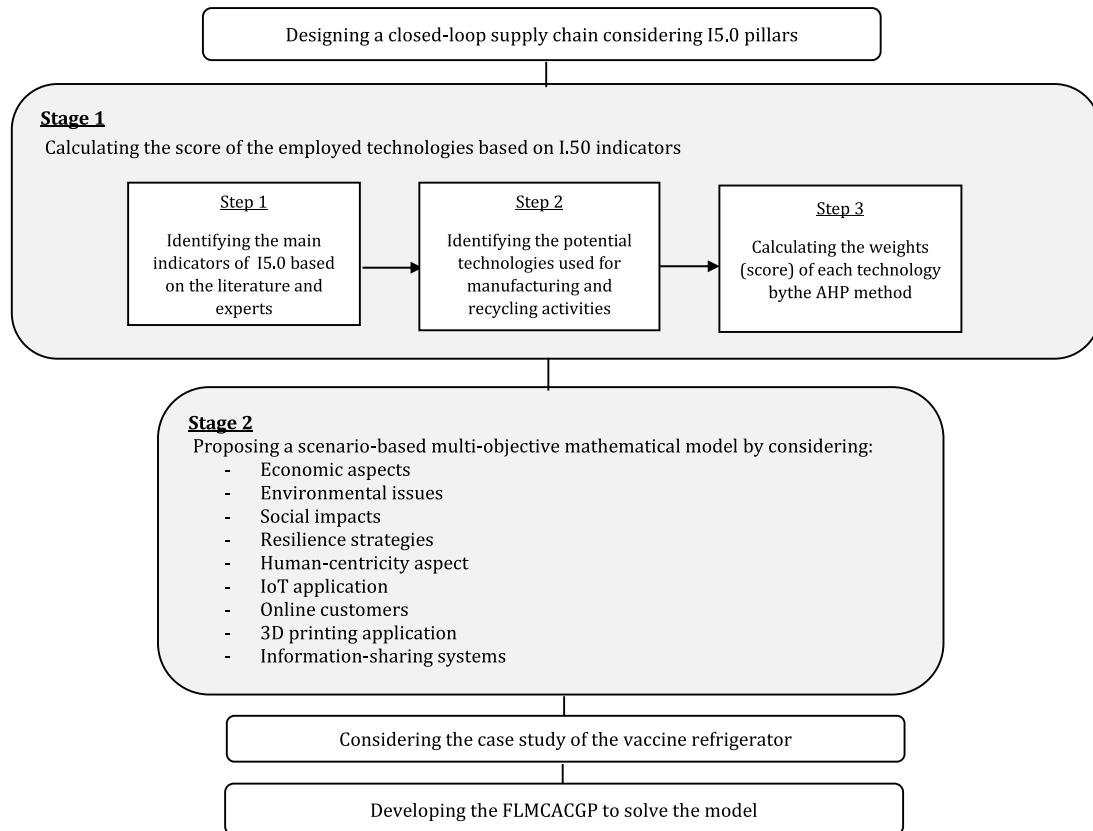 Designing a closed-loop supply chain considering I5.0 pillars
Stage 1
Calculating the score of the employed technologies based on I.50 indicators
Step 1
Identifying the main
indicators of I5.0 based
on the literature and
experts
Step 2
Identifying the potential
technologies used for
manufacturing and
recycling activities
Step 3
Calculating the weights
(score) of each technology
bythe AHP method
Stage 2
Proposing a scenario-based multi-objective mathematical model by considering:
- Economic aspects
- Environmental issues
- Social impacts
- Resilience strategies
- Human-centricity aspect
- IoT application
- Online customers
- 3D printing application
- Information-sharing systems
Considering the case study of the vaccine refrigerator
Developing the FLMCACGP to solve the model